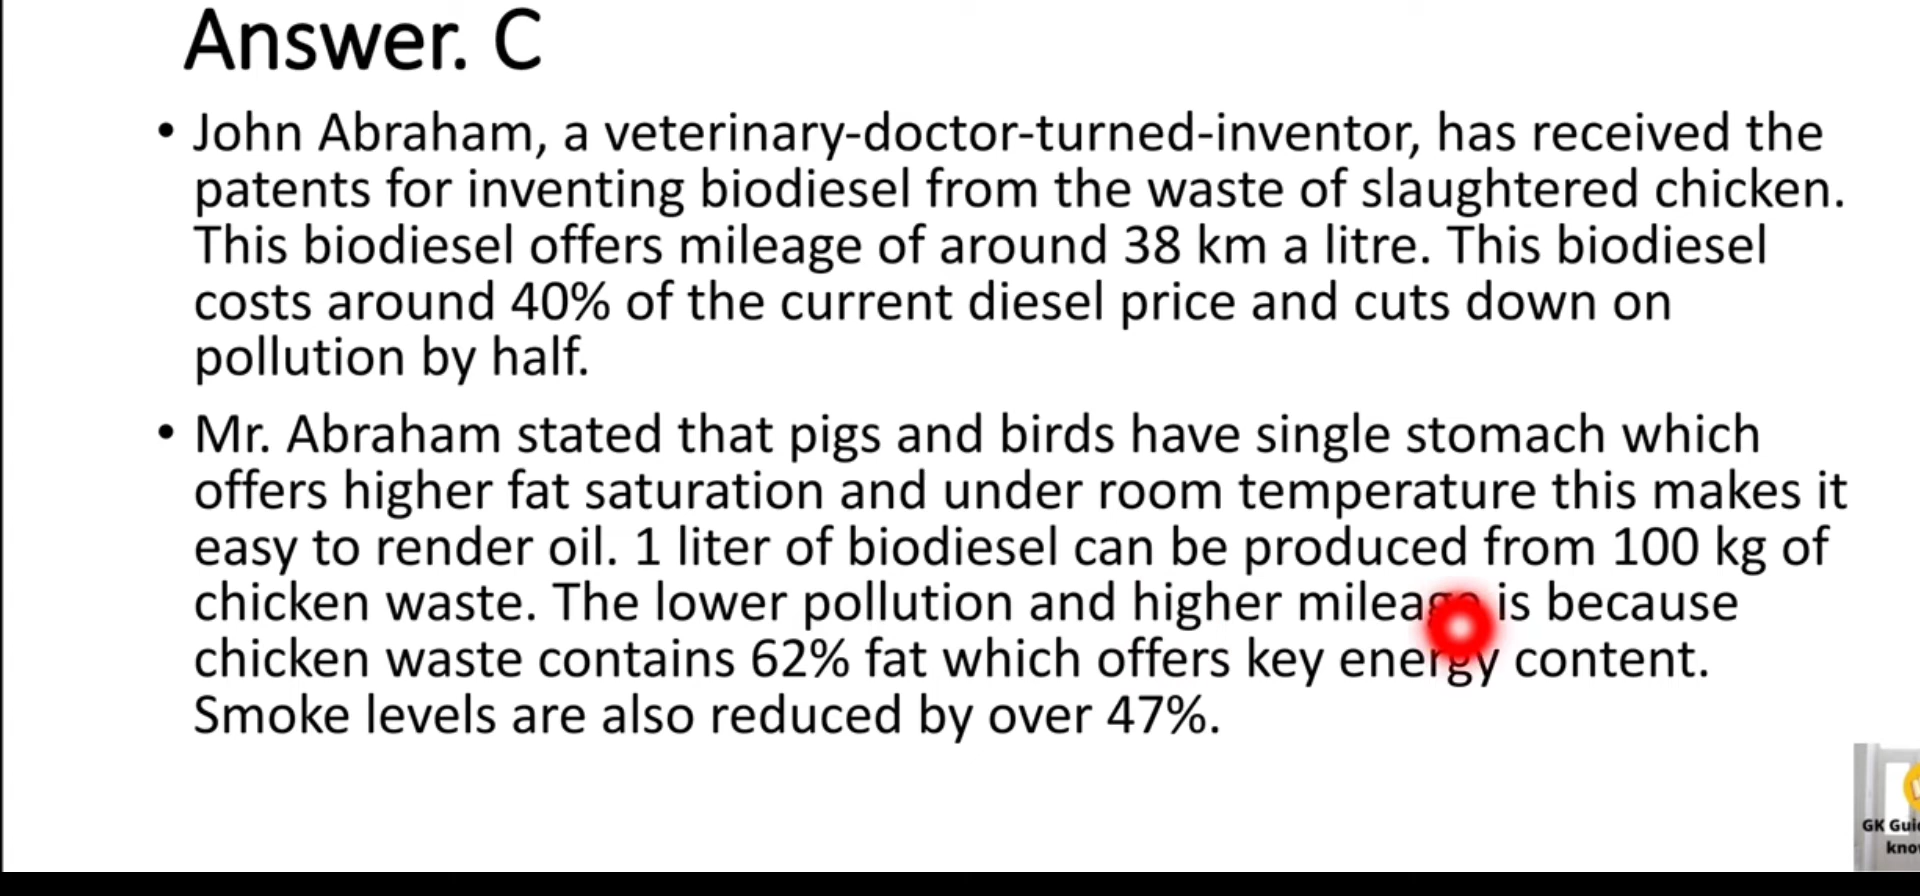 Answer. C
• John Abraham, a veterinary-doctor-turned-inventor, has received the
patents for inventing biodiesel from the waste of slaughtered chicken.
This biodiesel offers mileage of around 38 km a litre. This biodiesel
costs around 40% of the current diesel price and cuts down on
pollution by half.
• Mr. Abraham stated that pigs and birds have single stomach which
offers higher fat saturation and under room temperature this makes it
easy to render oil. 1 liter of biodiesel can be produced from 100 kg of
chicken waste. The lower pollution and higher mileage is because
chicken waste contains 62% fat which offers key energy content.
Smoke levels are also reduced by over 47%.
GK